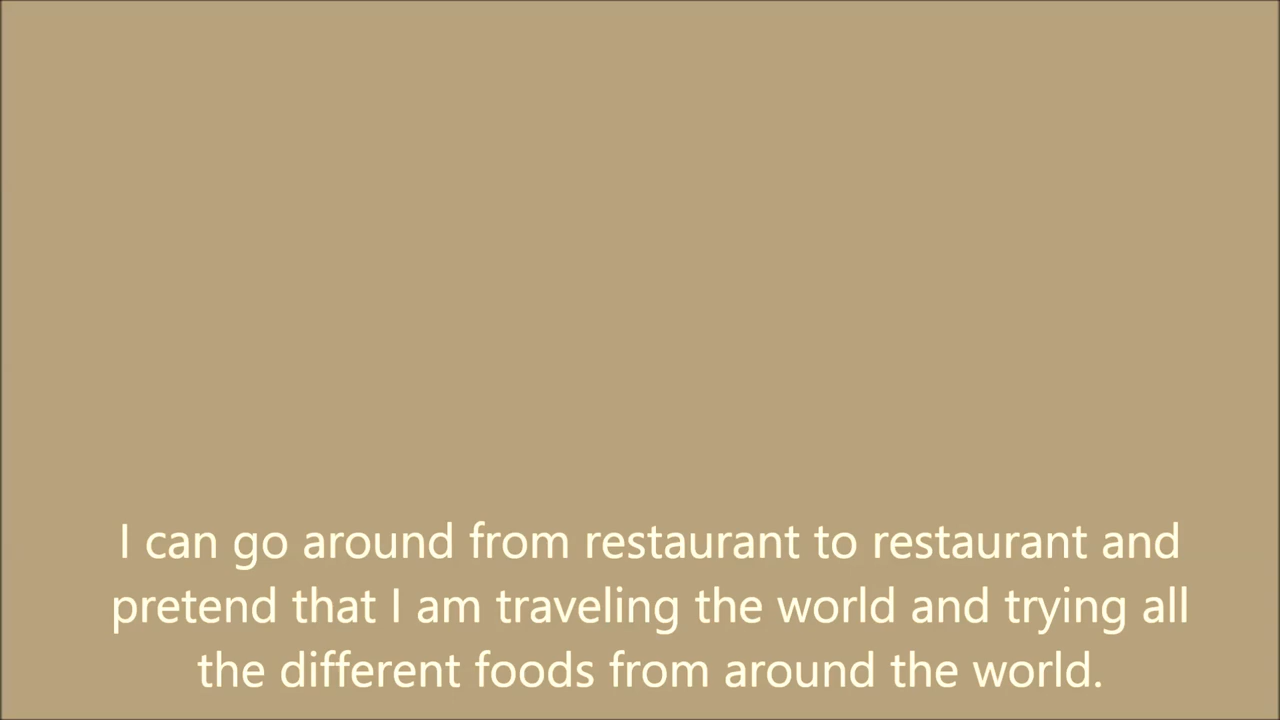 I can go around from restaurant to restaurant and
pretend that I am traveling the world and trying all
the different foods from around the world.